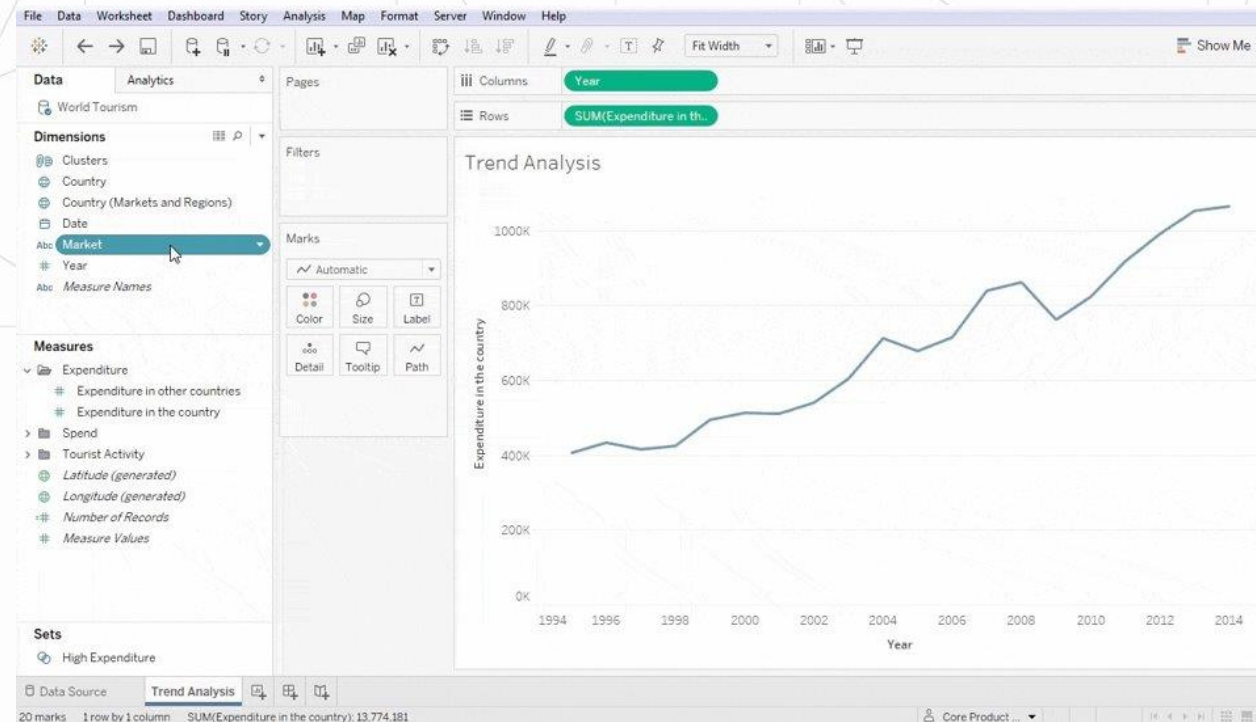 File Data Worksheet Dashboard Story Analysis Map Format Server Window Help
Fit Width
Show Me
Data Analytics
World Tourism
Dimensions
Clusters
Country
Country (Markets and Regions)
Date
Abc Market
# Year
Abc Measure Names
Measures
Expenditure
# Expenditure in other countries
# Expenditure in the country
Spend
Tourist Activity
Latitude (generated)
Longitude (generated)
=# Number of Records
# Measure Values
Sets
High Expenditure
Pages
Filters
Marks
Automatic
Color Size Label
Detail Tooltip Path
iii Columns Year
Rows SUM(Expenditure in th..
Trend Analysis
Expenditure in the country
1000K
800K
600K
400K
200K
0K
1994 1996 1998 2000 2002 2004 2006 2008 2010 2012 2014
Year
Data Source Trend Analysis
20 marks 1 row by 1 column SUM(Expenditure in the country): 13,774,181 Core Product ...